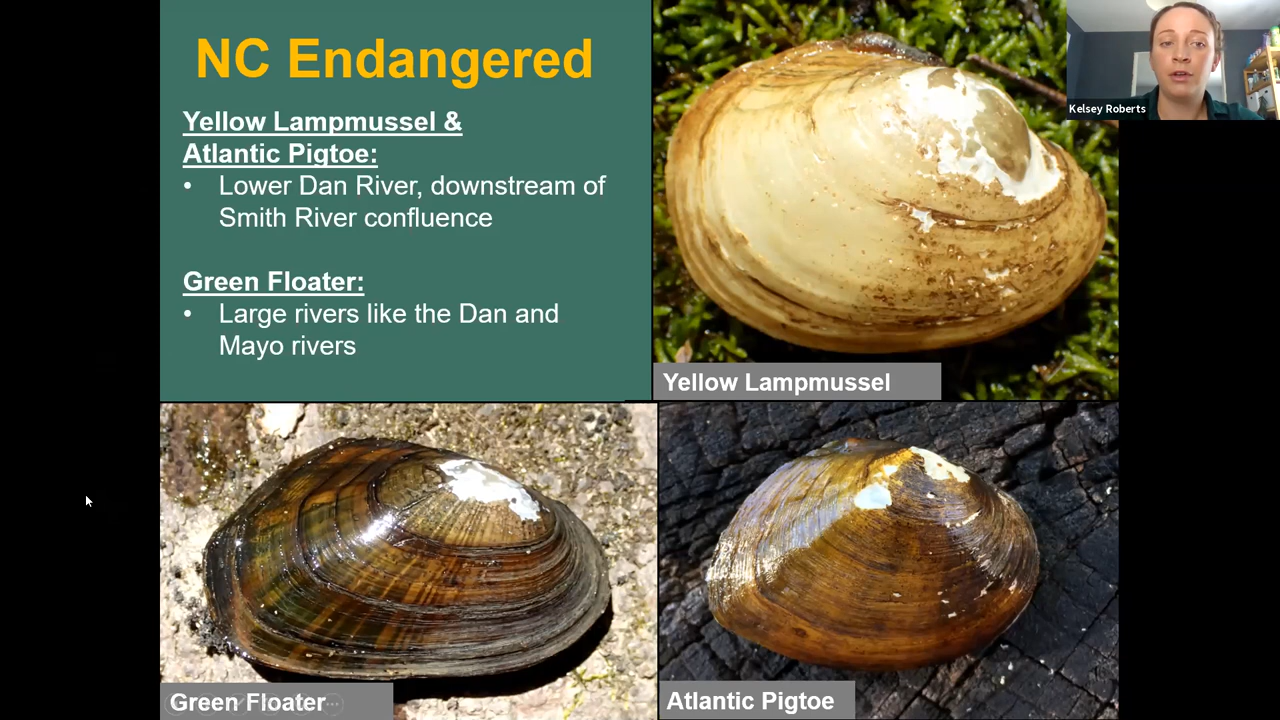 NC Endangered
Yellow Lampmussel &
Atlantic Pigtoe:
• Lower Dan River, downstream of
Smith River confluence
Green Floater:
• Large rivers like the Dan and
Mayo rivers
Kelsey Roberts
Yellow Lampmussel
Green Floater
Atlantic Pigtoe